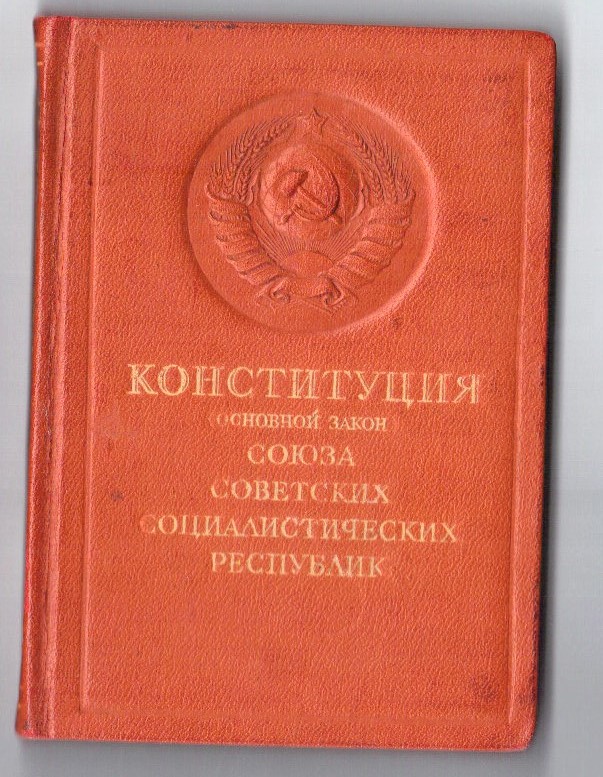 КОНСТИТУЦИЯ
(ОСНОВНОЙ ЗАКОН)
СОЮЗА
СОВЕТСКИХ
СОЦИАЛИСТИЧЕСКИХ
РЕСПУБЛИК